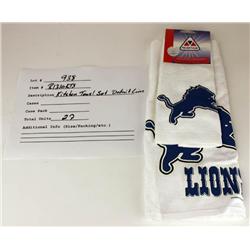 Lot # 938
Item #
Description Kitchen Towel Set Detroit Lions
Cases
Case Pack
Total Units 27
Additional Info (Size/Packing/etc.)
LIONS